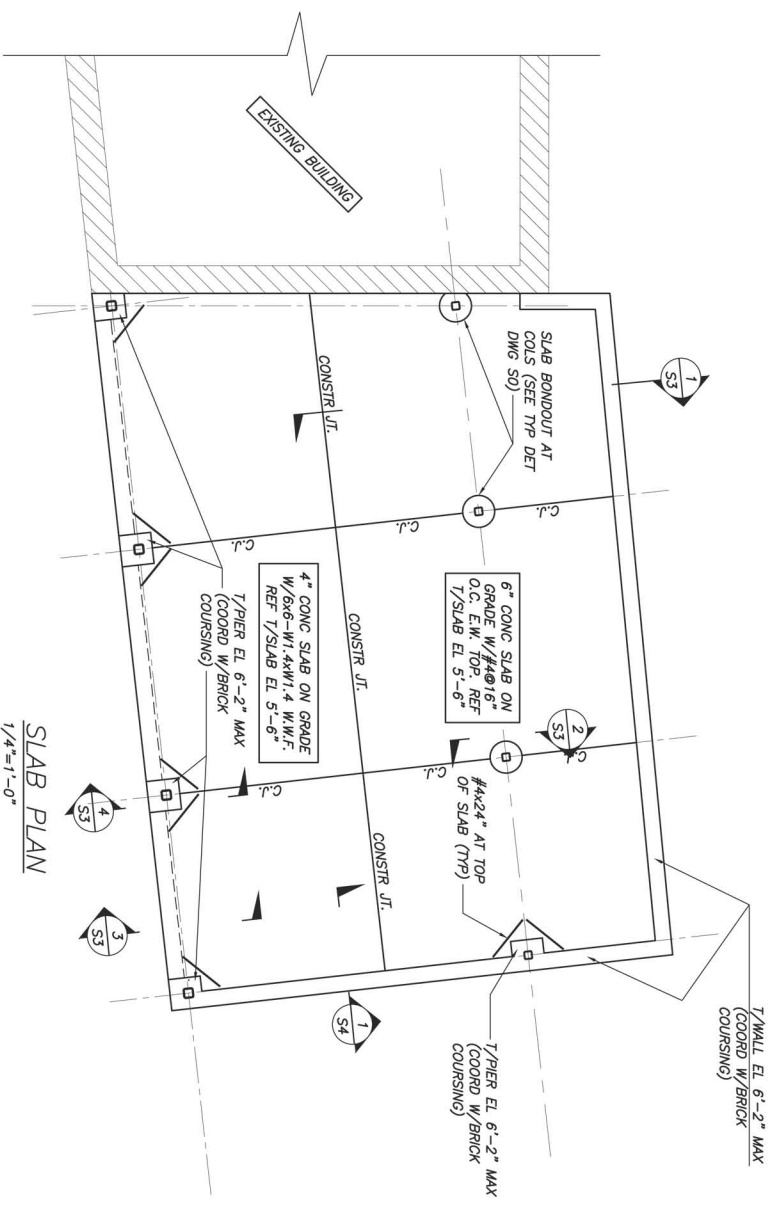 T/WALL EL 6'-2" MAX
(COORD W/BRICK
COURSING)
1
S3
SLAB BONDOUT AT
COLS (SEE TYP DET
DWG S0)
EXISTING BUILDING
C.J.
C.J.
C.J.
2
S3
6" CONC SLAB ON
GRADE W/#4@16"
O.C. E.W. TOP. REF
T/SLAB EL 5'-6"
#4x24" AT TOP
OF SLAB (TYP)
T/PIER EL 6'-2" MAX
(COORD W/BRICK
COURSING)
CONSTR JT.
CONSTR JT.
CONSTR JT.
C.J.
C.J.
C.J.
4" CONC SLAB ON GRADE
W/6x6-W1.4xW1.4 W.W.F.
REF T/SLAB EL 5'-6"
1
S4
T/PIER EL 6'-2" MAX
(COORD W/BRICK
COURSING)
4
S3
3
S3
SLAB PLAN
1/4"=1'-0"